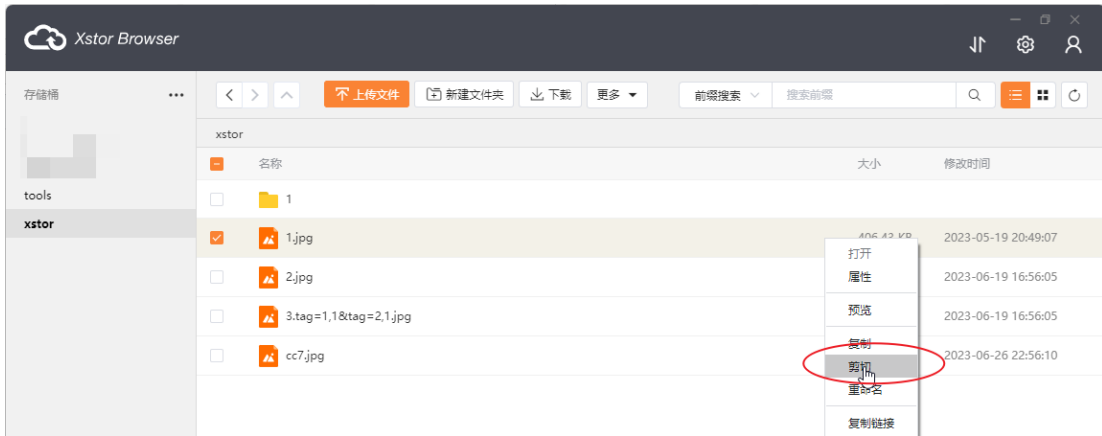 Xstor Browser
存储桶
上传文件 新建文件夹 下载 更多 前缀搜索 搜索前缀
xstor
名称 大小 修改时间
tools
1
xstor
1.jpg 406.43 KB 2023-05-19 20:49:07
打开
2.jpg 属性 2023-06-19 16:56:05
预览
3.tag=1,1&tag=2,1.jpg 2023-06-19 16:56:05
复制
cc7.jpg 2023-06-26 22:56:10
剪切
重命名
复制链接